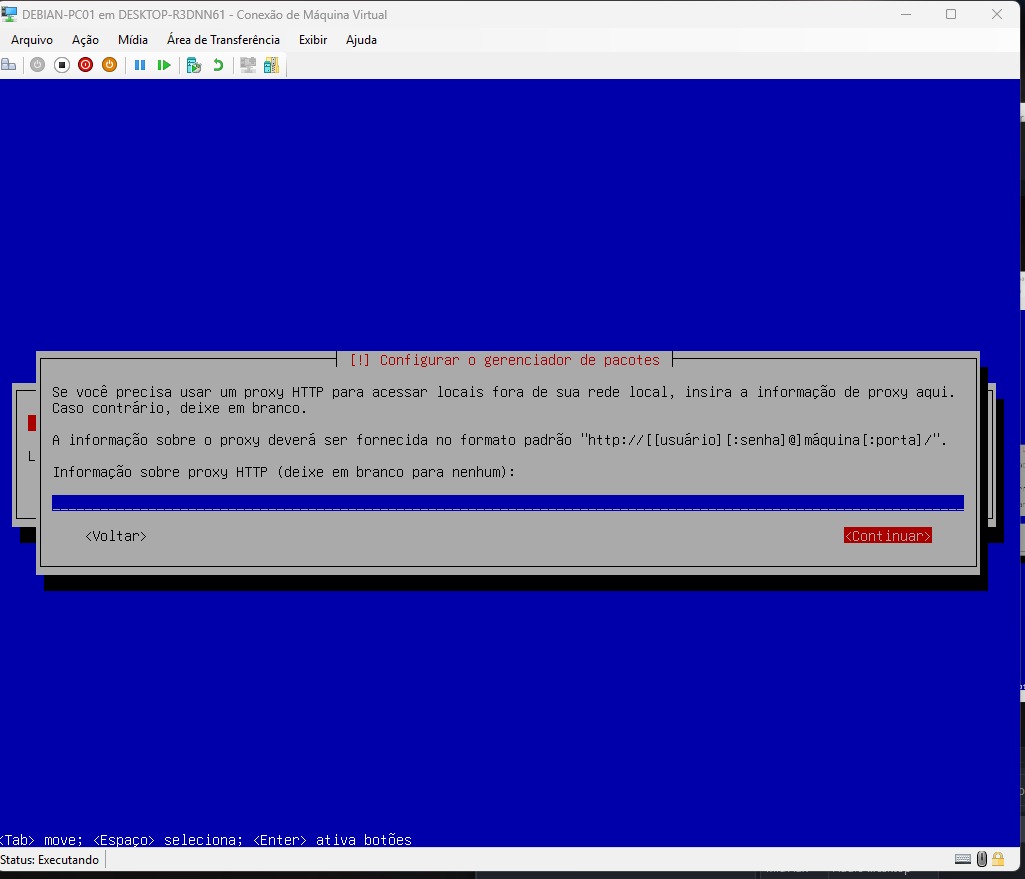 DEBIAN-PC01 em DESKTOP-R3DNN61 - Conexão de Máquina Virtual
Arquivo Ação Mídia Área de Transferência Exibir Ajuda
[!] Configurar o gerenciador de pacotes
Se você precisa usar um proxy HTTP para acessar locais fora de sua rede local, insira a informação de proxy aqui.
Caso contrário, deixe em branco.
A informação sobre o proxy deverá ser fornecida no formato padrão "http://[[usuário][:senha]@]máquina[:porta]/".
L
Informação sobre proxy HTTP (deixe em branco para nenhum):
<Voltar> <Continuar>
<Tab> move; <Espaço> seleciona; <Enter> ativa botões
Status: Executando